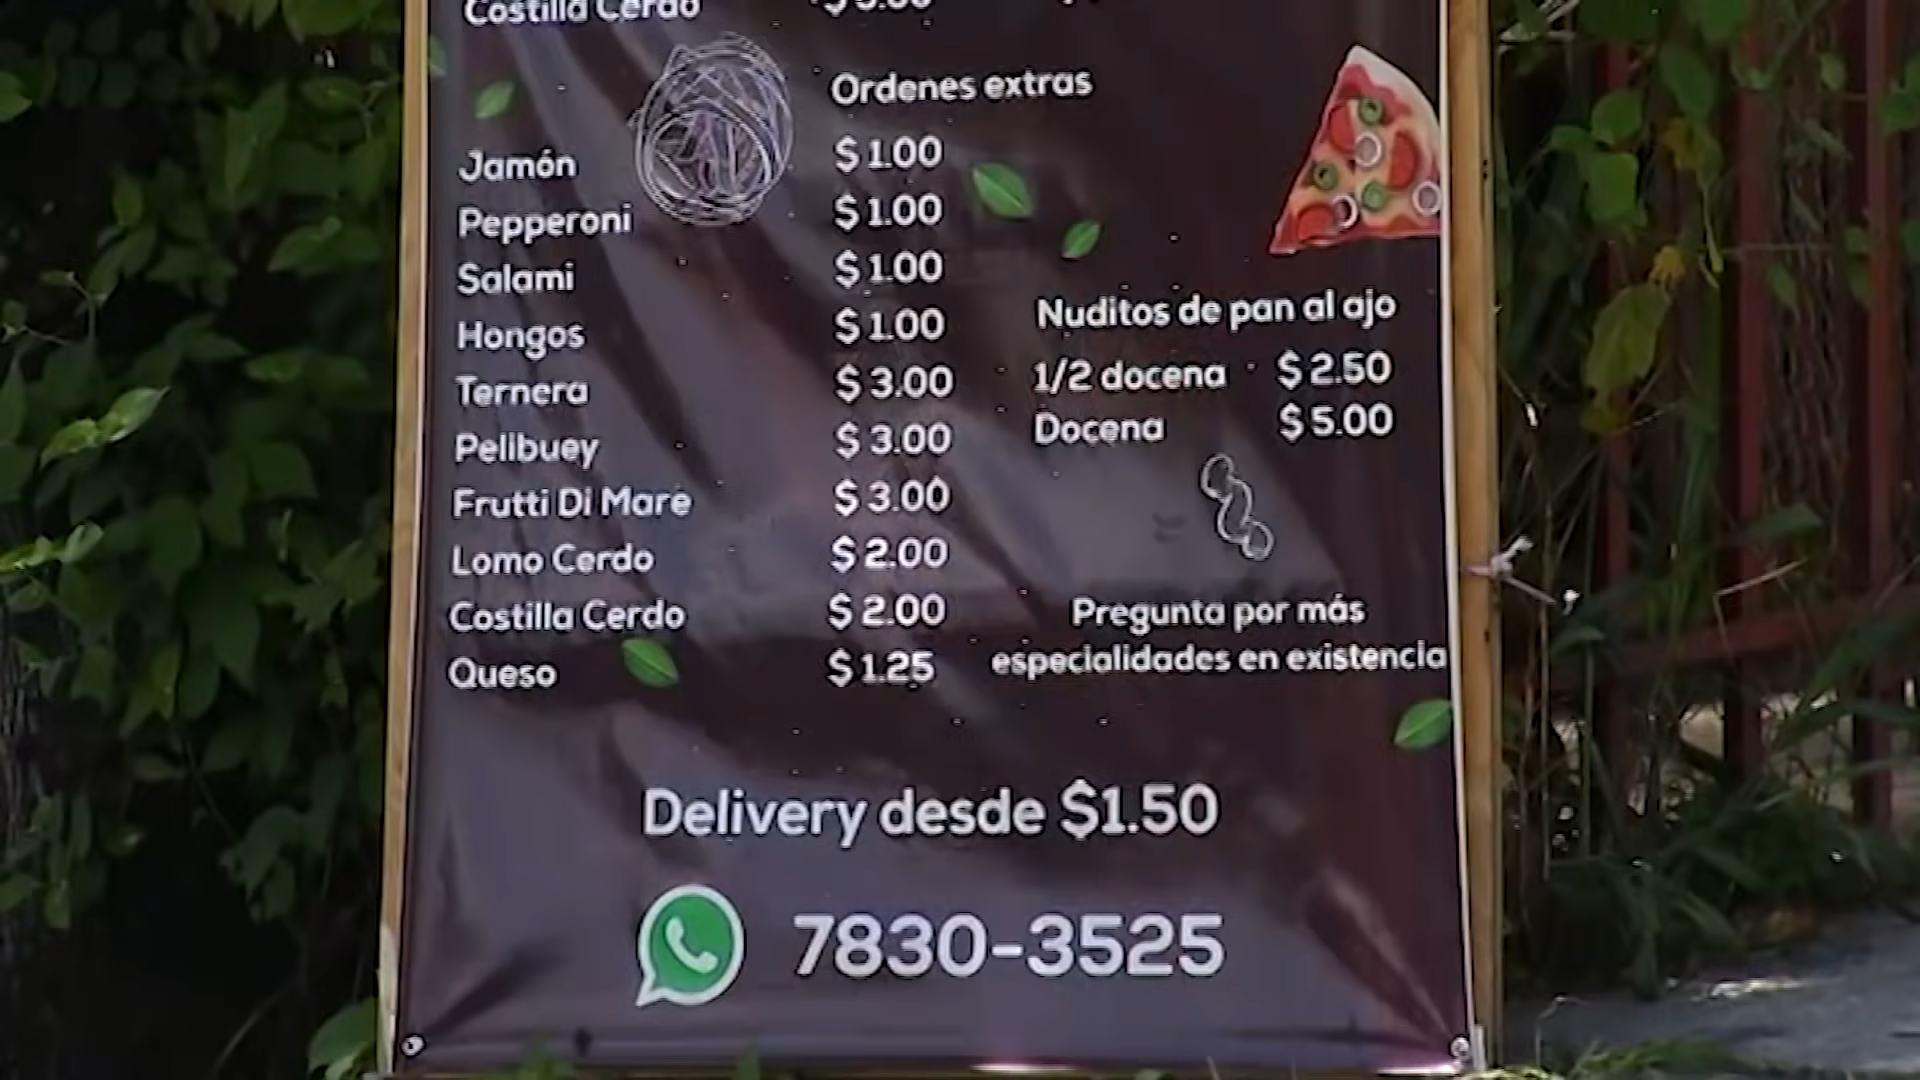 Costilla Cerdo
Ordenes extras
Jamón $ 1.00
Pepperoni $ 1.00
Salami $ 1.00
Hongos $ 1.00
Ternera $ 3.00
Pelibuey $ 3.00
Frutti Di Mare $ 3.00
Lomo Cerdo $ 2.00
Costilla Cerdo $ 2.00
Queso $ 1.25
Nuditos de pan al ajo
1/2 docena $ 2.50
Docena $ 5.00
Pregunta por más
especialidades en existencia
Delivery desde $1.50
7830-3525